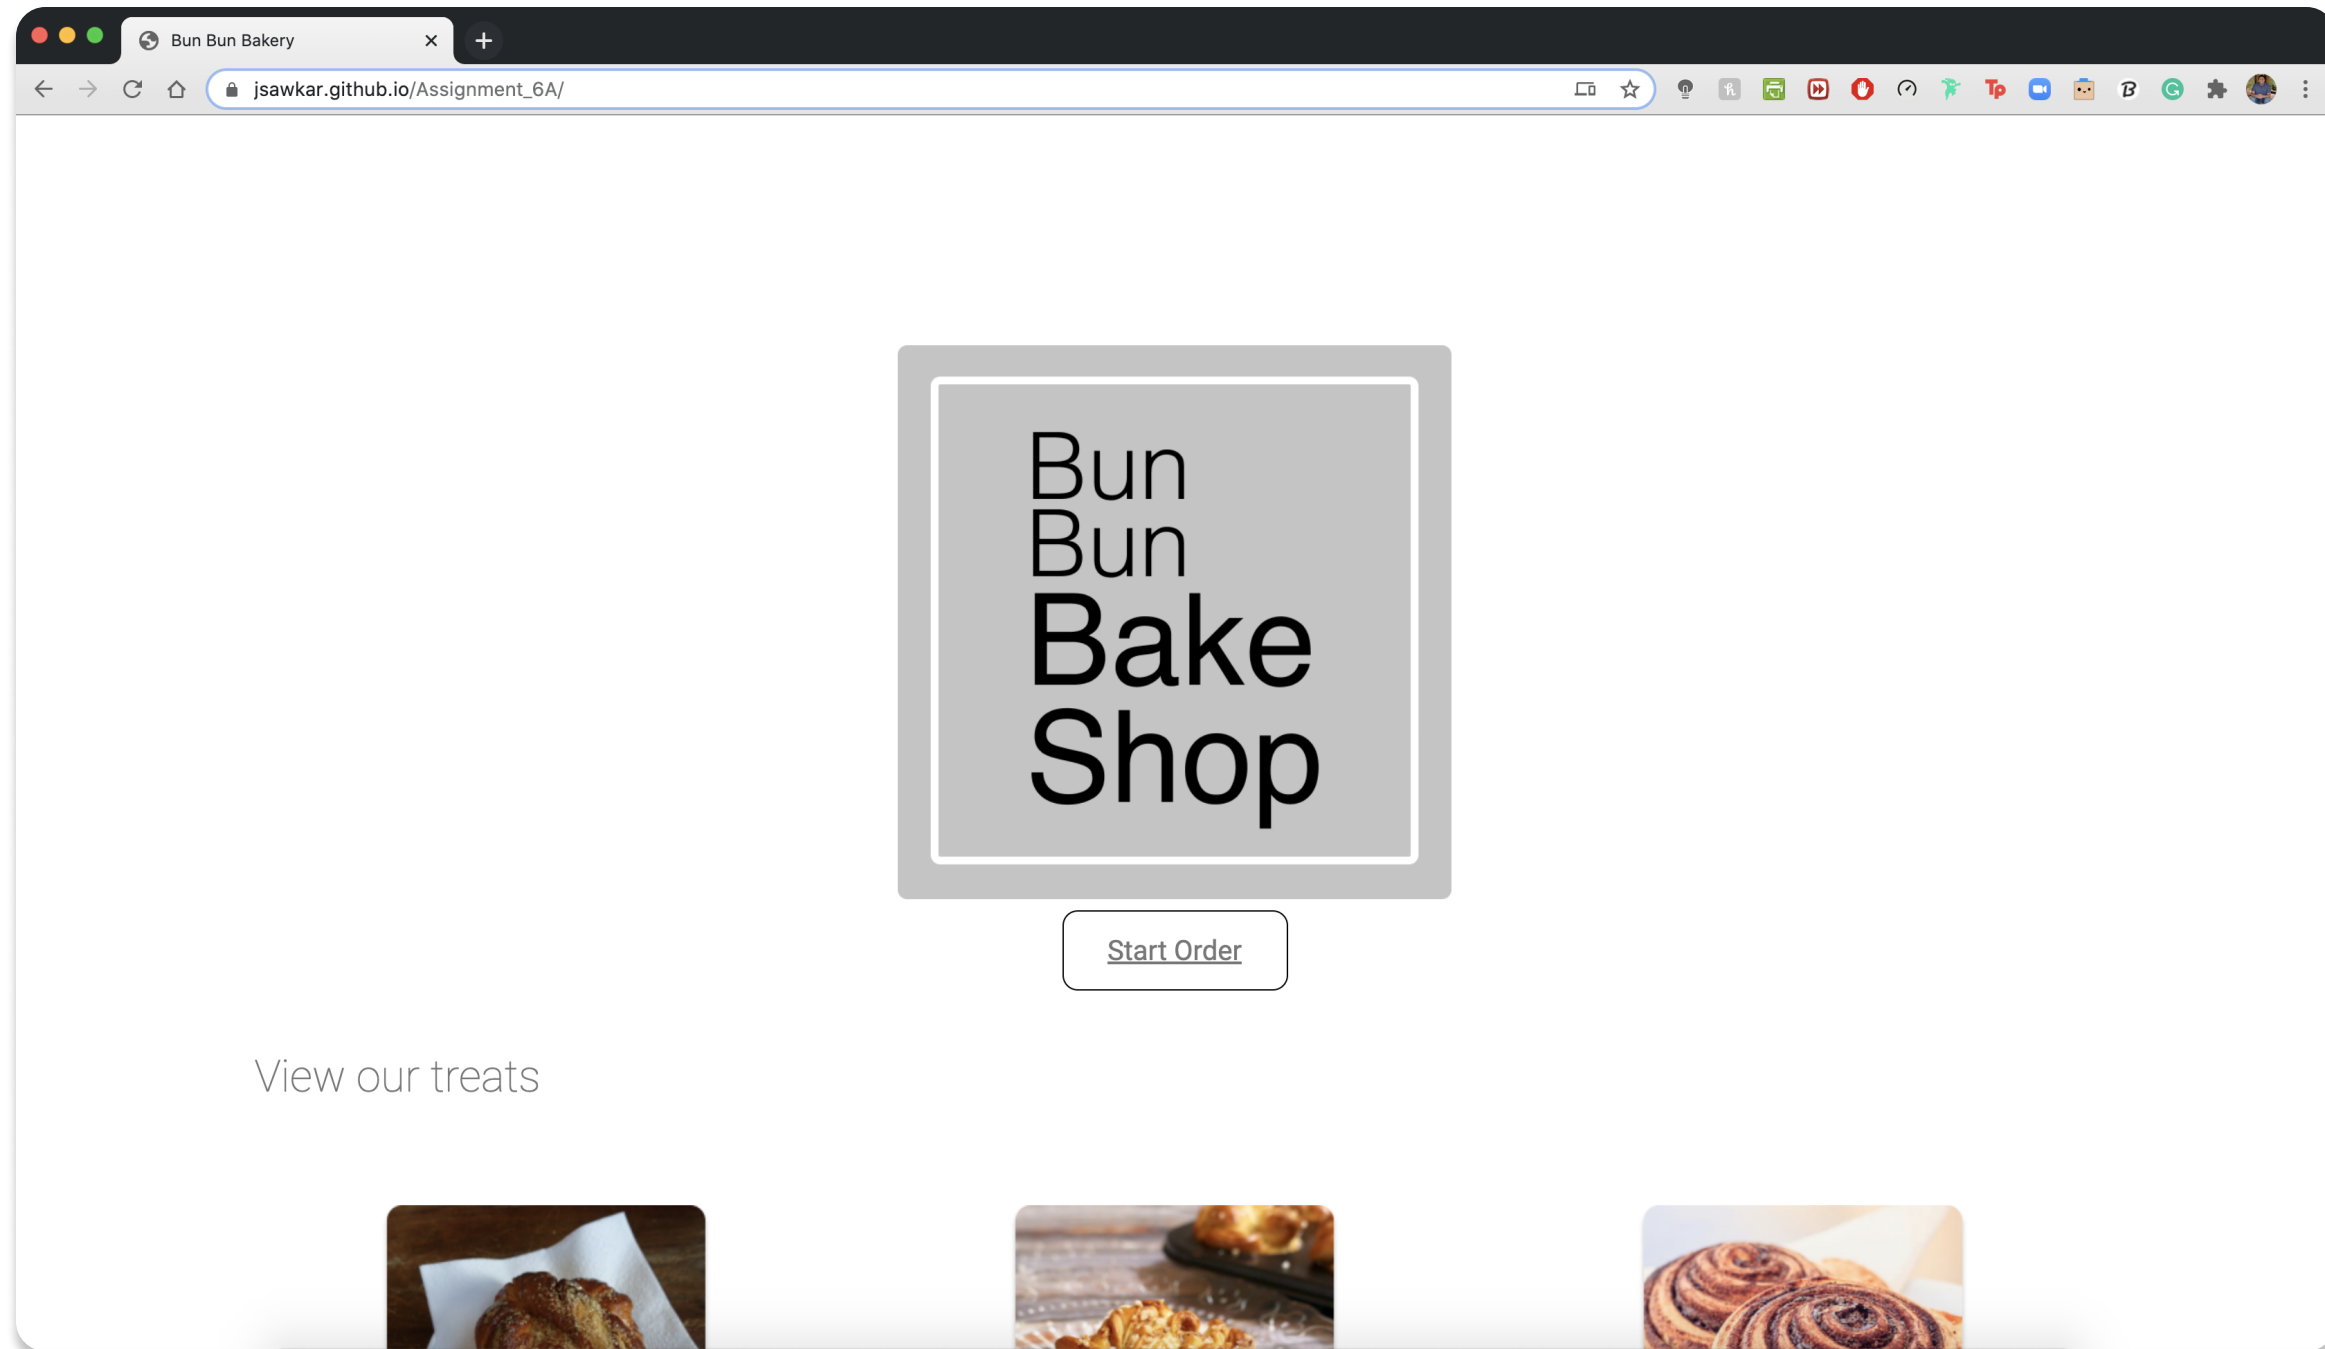 Bun Bun Bakery
jsawkar.github.io/Assignment_6A/
Bun
Bun
Bake
Shop
Start Order
View our treats